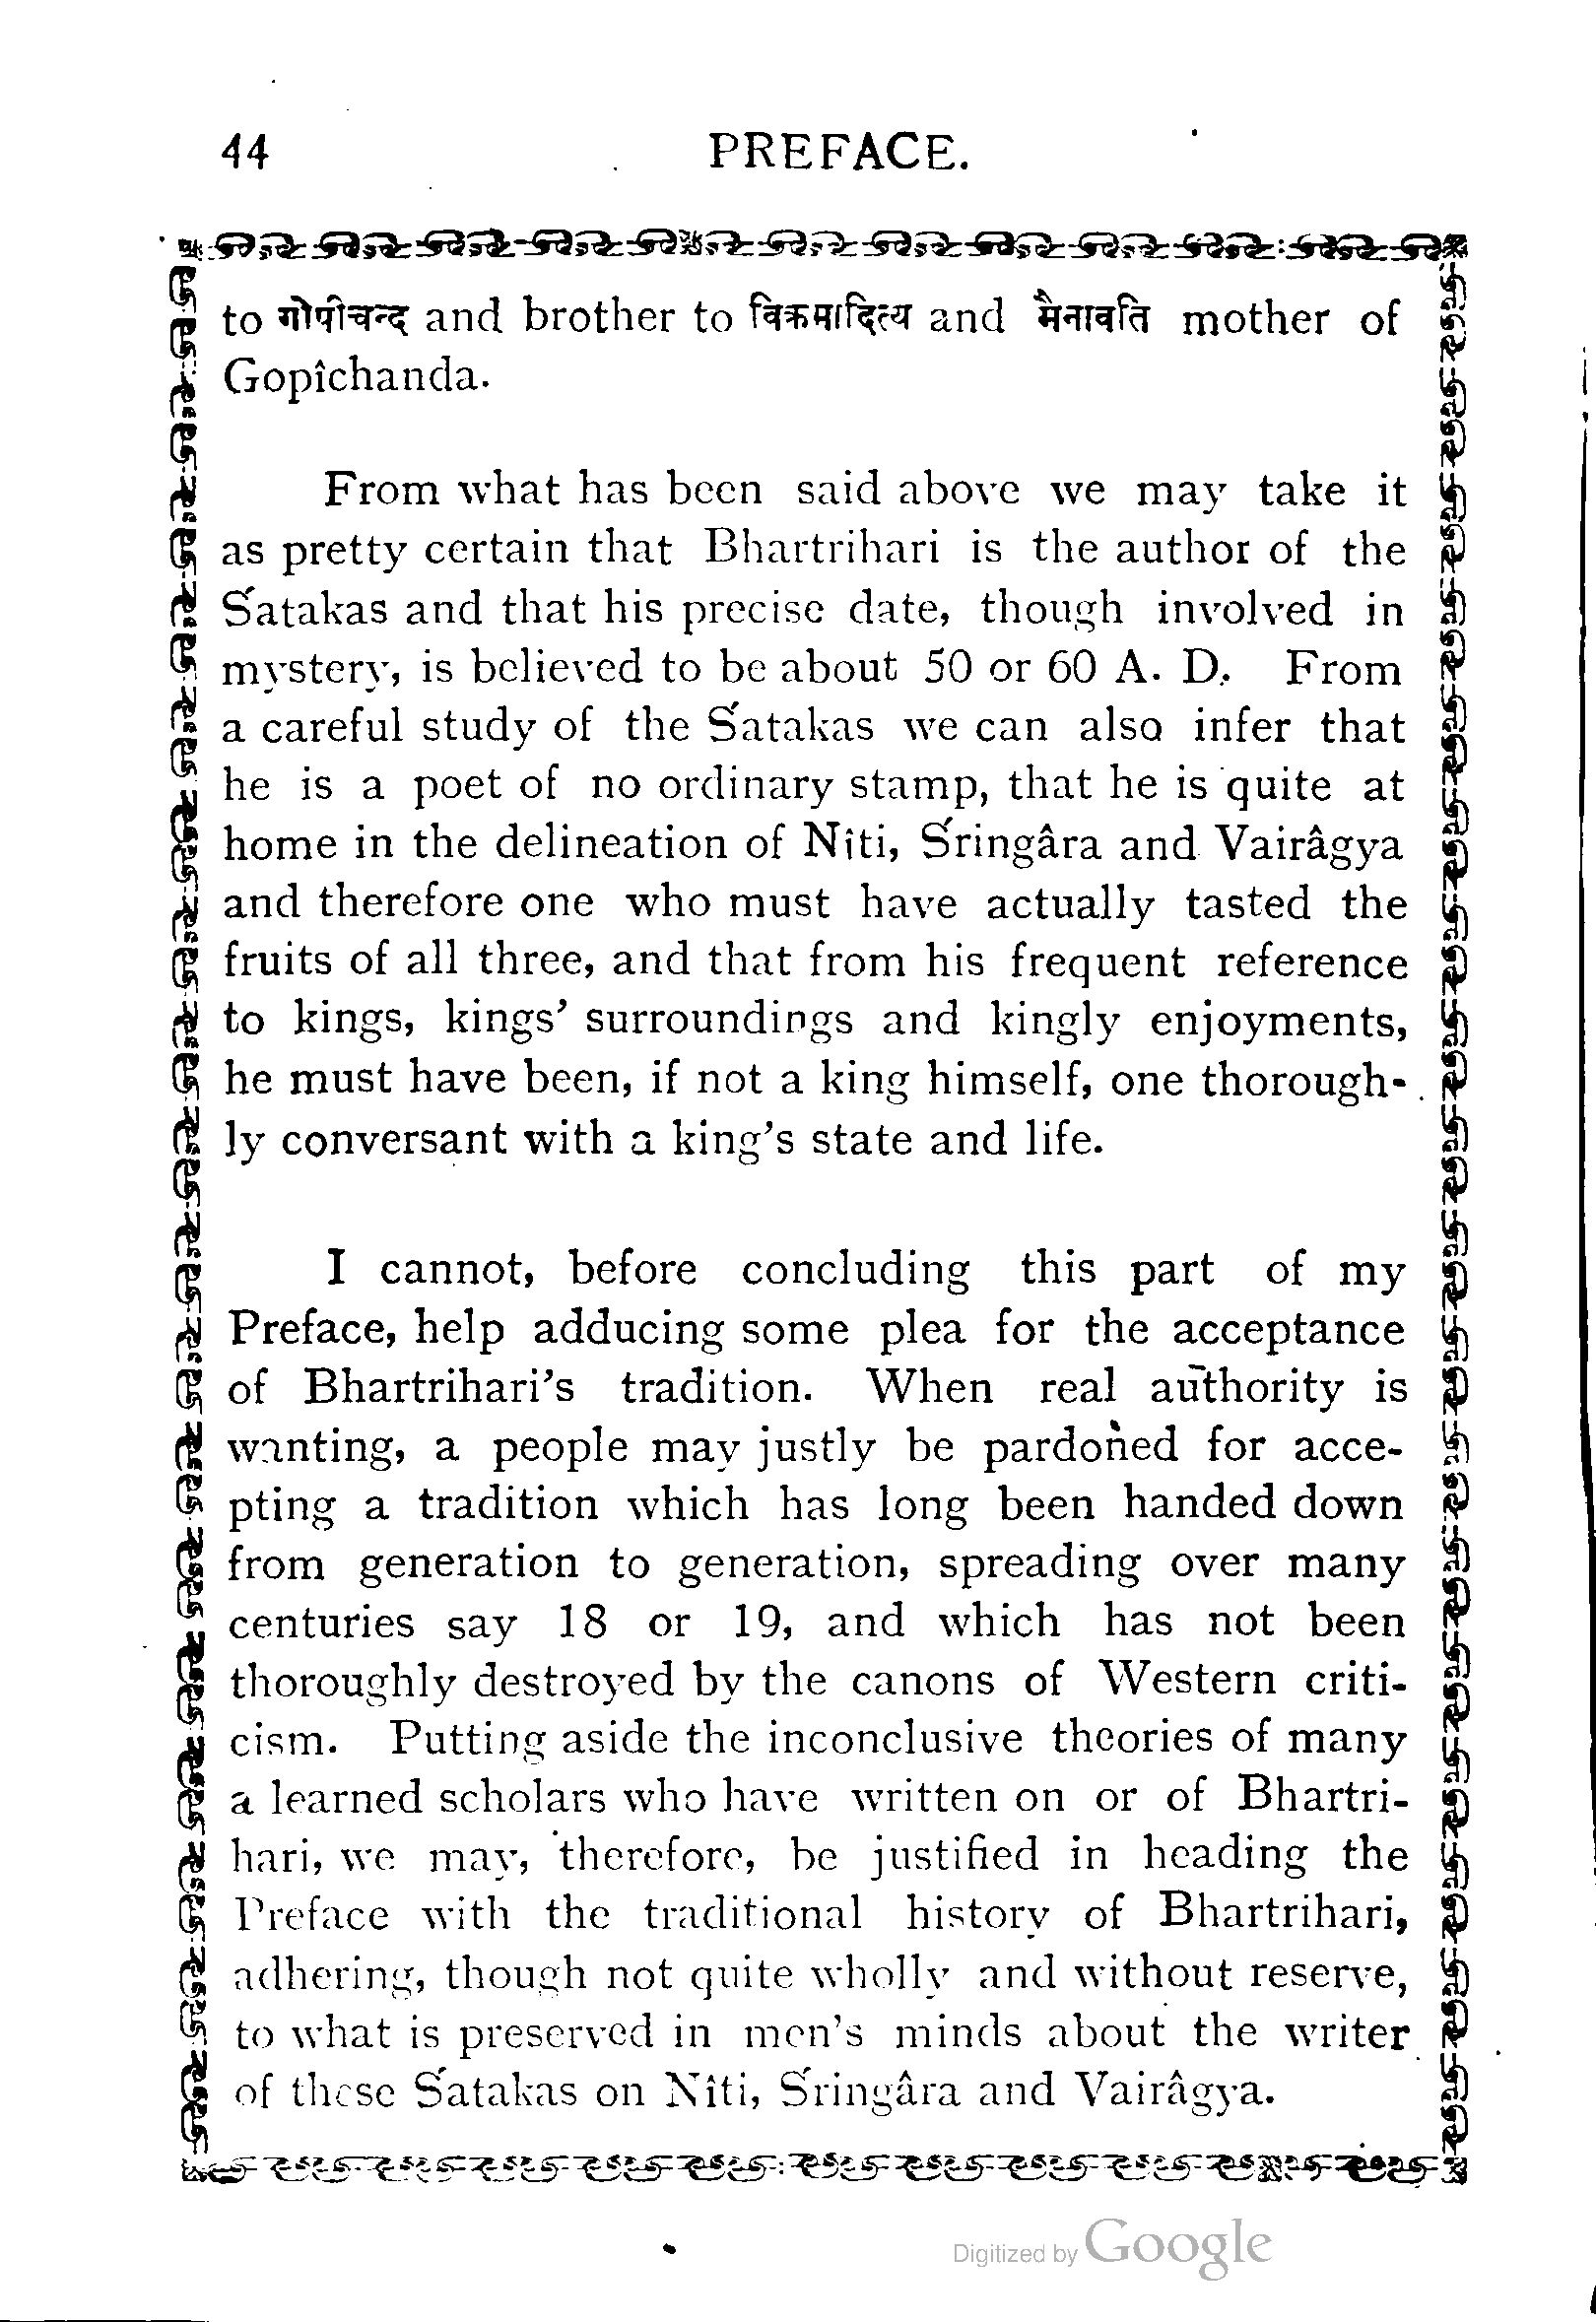 44 PREFACE.
to गोपीचन्द and brother to विक्रमादित्य and मैनावति mother of
Gopîchanda.
From what has been said above we may take it
as pretty certain that Bhartrihari is the author of the
Śatakas and that his precise date, though involved in
mystery, is believed to be about 50 or 60 A. D. From
a careful study of the Śatakas we can also infer that
he is a poet of no ordinary stamp, that he is quite at
home in the delineation of Nîti, Śringâra and Vairâgya
and therefore one who must have actually tasted the
fruits of all three, and that from his frequent reference
to kings, kings’ surroundings and kingly enjoyments,
he must have been, if not a king himself, one thorough-
ly conversant with a king’s state and life.
I cannot, before concluding this part of my
Preface, help adducing some plea for the acceptance
of Bhartrihari’s tradition. When real authority is
wanting, a people may justly be pardoned for acce-
pting a tradition which has long been handed down
from generation to generation, spreading over many
centuries say 18 or 19, and which has not been
thoroughly destroyed by the canons of Western criti-
cism. Putting aside the inconclusive theories of many
a learned scholars who have written on or of Bhartri-
hari, we may, therefore, be justified in heading the
Preface with the traditional history of Bhartrihari,
adhering, though not quite wholly and without reserve,
to what is preserved in men’s minds about the writer
of these Śatakas on Nîti, Śringâra and Vairâgya.
Digitized by Google